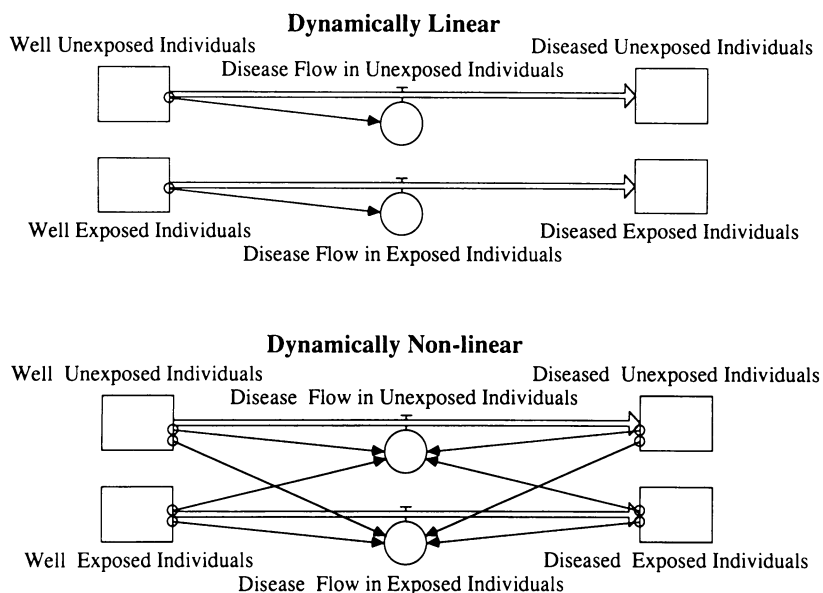 Dynamically Linear
Well Unexposed Individuals
Diseased Unexposed Individuals
Disease Flow in Unexposed Individuals
Well Exposed Individuals
Diseased Exposed Individuals
Disease Flow in Exposed Individuals
Dynamically Non-linear
Well Unexposed Individuals
Diseased Unexposed Individuals
Disease Flow in Unexposed Individuals
Well Exposed Individuals
Diseased Exposed Individuals
Disease Flow in Exposed Individuals